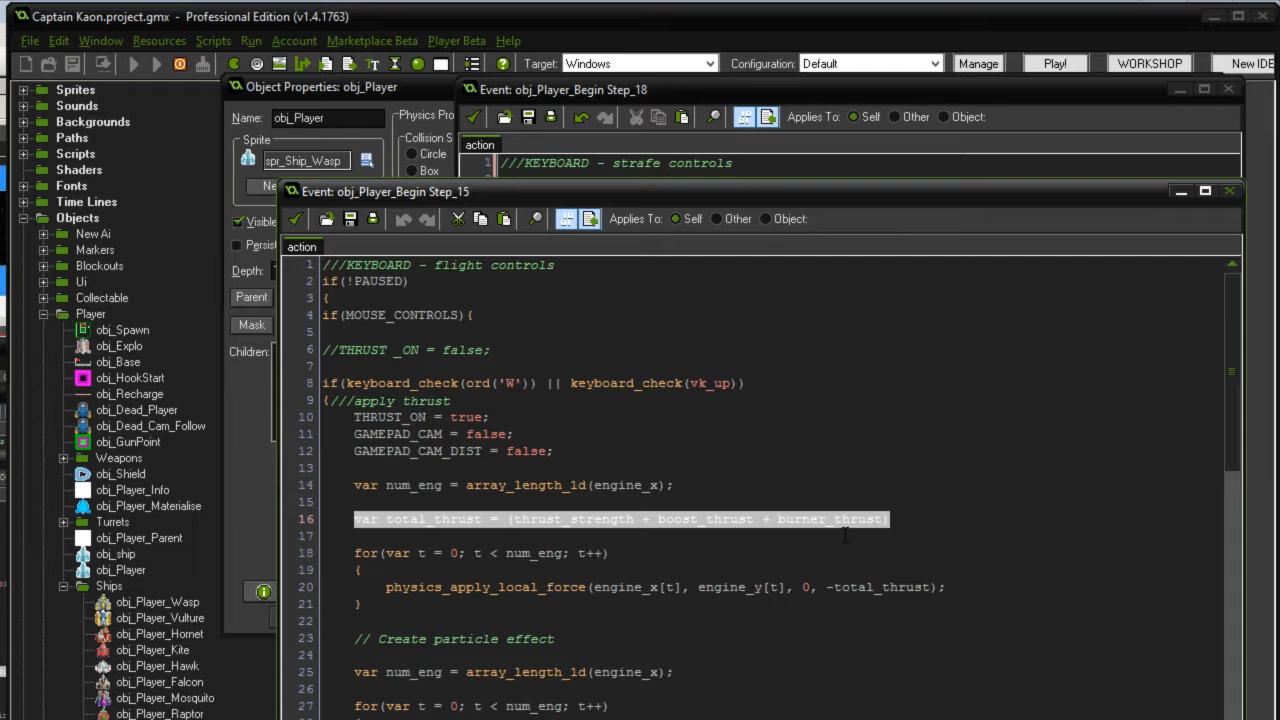 Captain Kaon.project.gmx - Professional Edition (v1.4.1763)
File Edit Window Resources Scripts Run Account Marketplace Beta Player Beta Help
Target: Windows Configuration: Default Manage Play! WORKSHOP New IDE
Sprites
Sounds
Backgrounds
Paths
Scripts
Shaders
Fonts
Time Lines
Objects
New Ai
Markers
Blockouts
Ui
Collectable
Player
obj_Spawn
obj_Explo
obj_Base
obj_HookStart
obj_Recharge
obj_Dead_Player
obj_Dead_Cam_Follow
obj_GunPoint
Weapons
obj_Shield
obj_Player_Info
obj_Player_Materialise
Turrets
obj_Player_Parent
obj_ship
obj_Player
Ships
obj_Player_Wasp
obj_Player_Vulture
obj_Player_Hornet
obj_Player_Kite
obj_Player_Hawk
obj_Player_Falcon
obj_Player_Mosquito
obj_Player_Raptor
Object Properties: obj_Player
Name: obj_Player
Sprite
spr_Ship_Wasp
Ne
Visible
Persis
Depth:
Parent
Mask
Children:
Physics Pro
Collision S
Circle
Box
Event: obj_Player_Begin Step_18
Applies To: Self Other Object:
action
1 ///KEYBOARD - strafe controls
Event: obj_Player_Begin Step_15
Applies To: Self Other Object:
action
1 ///KEYBOARD - flight controls
2 if(!PAUSED)
3 {
4 if(MOUSE_CONTROLS){
5
6 //THRUST _ON = false;
7
8 if(keyboard_check(ord('W')) || keyboard_check(vk_up))
9 {///apply thrust
10 THRUST_ON = true;
11 GAMEPAD_CAM = false;
12 GAMEPAD_CAM_DIST = false;
13
14 var num_eng = array_length_1d(engine_x);
15
16 var total_thrust = (thrust_strength + boost_thrust + burner_thrust)
17
18 for(var t = 0; t < num_eng; t++)
19 {
20 physics_apply_local_force(engine_x[t], engine_y[t], 0, -total_thrust);
21 }
22
23 // Create particle effect
24
25 var num_eng = array_length_1d(engine_x);
26
27 for(var t = 0; t < num_eng; t++)